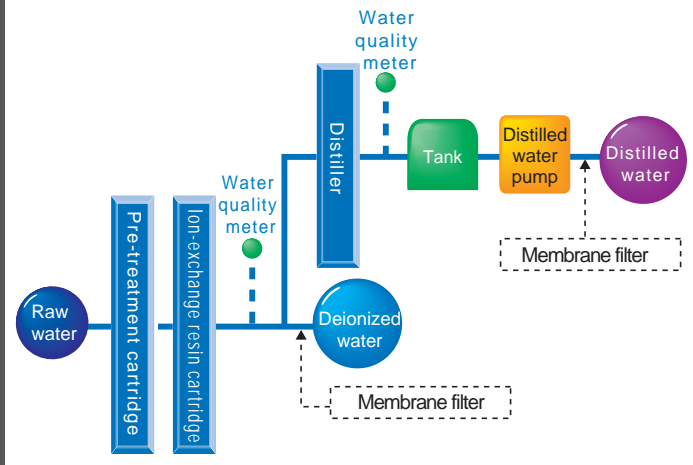 Water
quality
meter
Distiller
Tank
Distilled
water
pump
Distilled
water
Membrane filter
Water
quality
meter
Pre-treatment cartridge
Ion-exchange resin cartridge
Raw
water
Deionized
water
Membrane filter